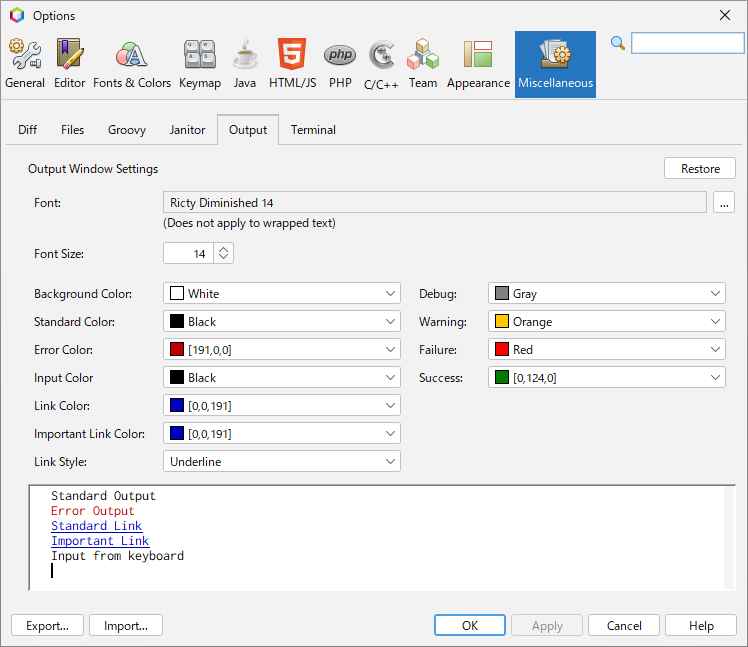 Options
General Editor Fonts & Colors Keymap Java HTML/JS PHP C/C++ Team Appearance Miscellaneous
Diff Files Groovy Janitor Output Terminal
Output Window Settings Restore
Font: Ricty Diminished 14 ...
(Does not apply to wrapped text)
Font Size: 14
Background Color: White Debug: Gray
Standard Color: Black Warning: Orange
Error Color: [191,0,0] Failure: Red
Input Color Black Success: [0,124,0]
Link Color: [0,0,191]
Important Link Color: [0,0,191]
Link Style: Underline
Standard Output
Error Output
Standard Link
Important Link
Input from keyboard
Export... Import... OK Apply Cancel Help